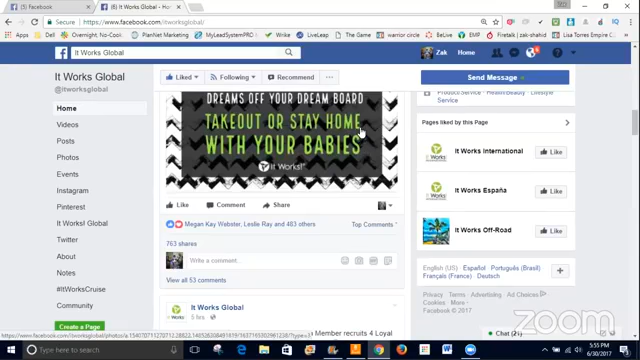 Facebook
(6) It Works Global - Ho
Secure
https://www.facebook.com/itworksglobal/
Apps
PlanNet Marketing
MyLeadSystemPRO
Wrike
LiveLeap
The Get
warrior circle
Breeze
Firetalk | zak-shahid
Lisa Torres Empire Ct
It Works Global
Zak
Home
It Works Global
@itworksglobal
Liked
Following
Recommend
Send Message
Home
Videos
Posts
Photos
Events
Instagram
Pinterest
It Works! Global
Twitter
About
Notes
#ItWorksCruise
Community
Create a Page
DREAMS OFF YOUR DREAM BOARD
TAKEOUT OR STAY HOME
WITH YOUR BABIES
It Works!
Like
Comment
Share
Megan Kay Webster, Leslie Ray and 483 others
Top Comments
763 shares
Write a comment...
View all 53 comments
It Works Global
5 hrs
Member recruits 4 Loyal
Product/Service · Health/Beauty · Lifestyle
Service
Pages liked by this Page
It Works International
Like
It Works España
Like
It Works Off-Road
Like
English (US) · Español · Português (Brasil) ·
Français (France) · Deutsch
Privacy · Terms · Advertising · Ad Choices
Cookies · More
Facebook © 2017
Chat (21)
zoom
Type here to search
5:55 PM
6/30/2017